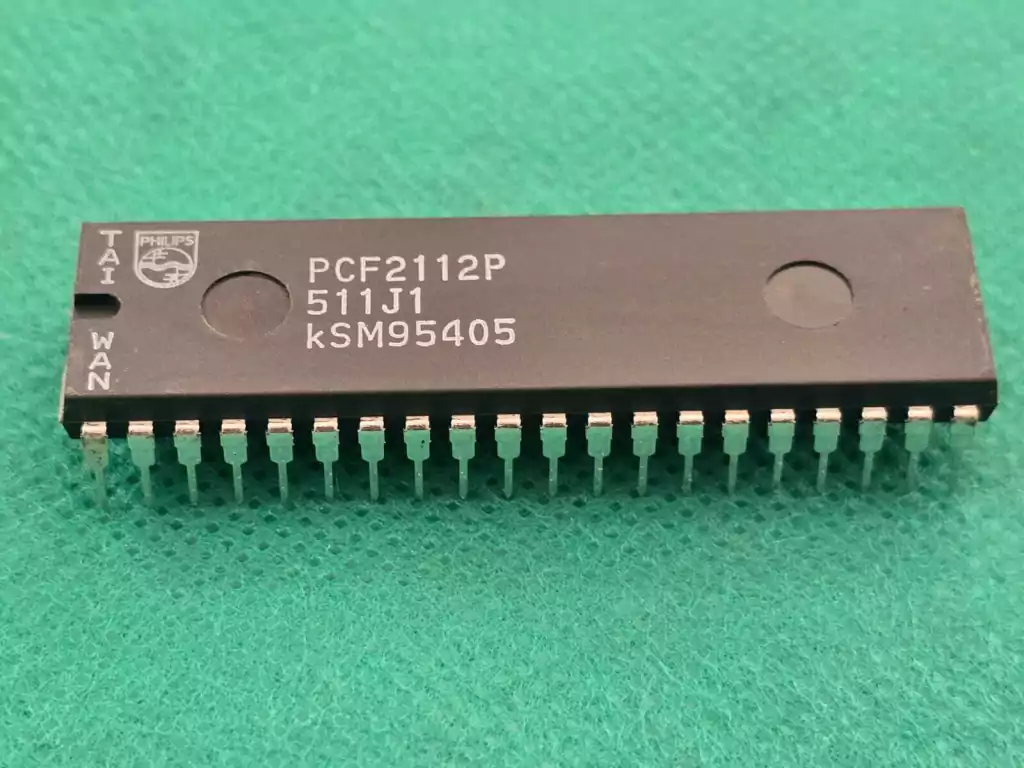 TAI WAN
PHILIPS
PCF2112P
511J1
kSM95405